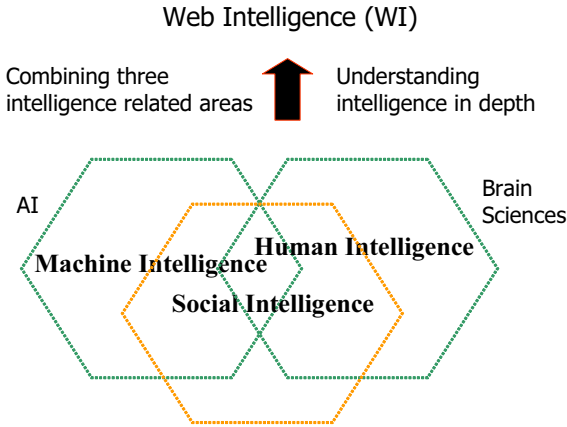 Web Intelligence (WI)
Combining three
intelligence related areas
Understanding
intelligence in depth
AI
Brain
Sciences
Human Intelligence
Machine Intelligence
Social Intelligence